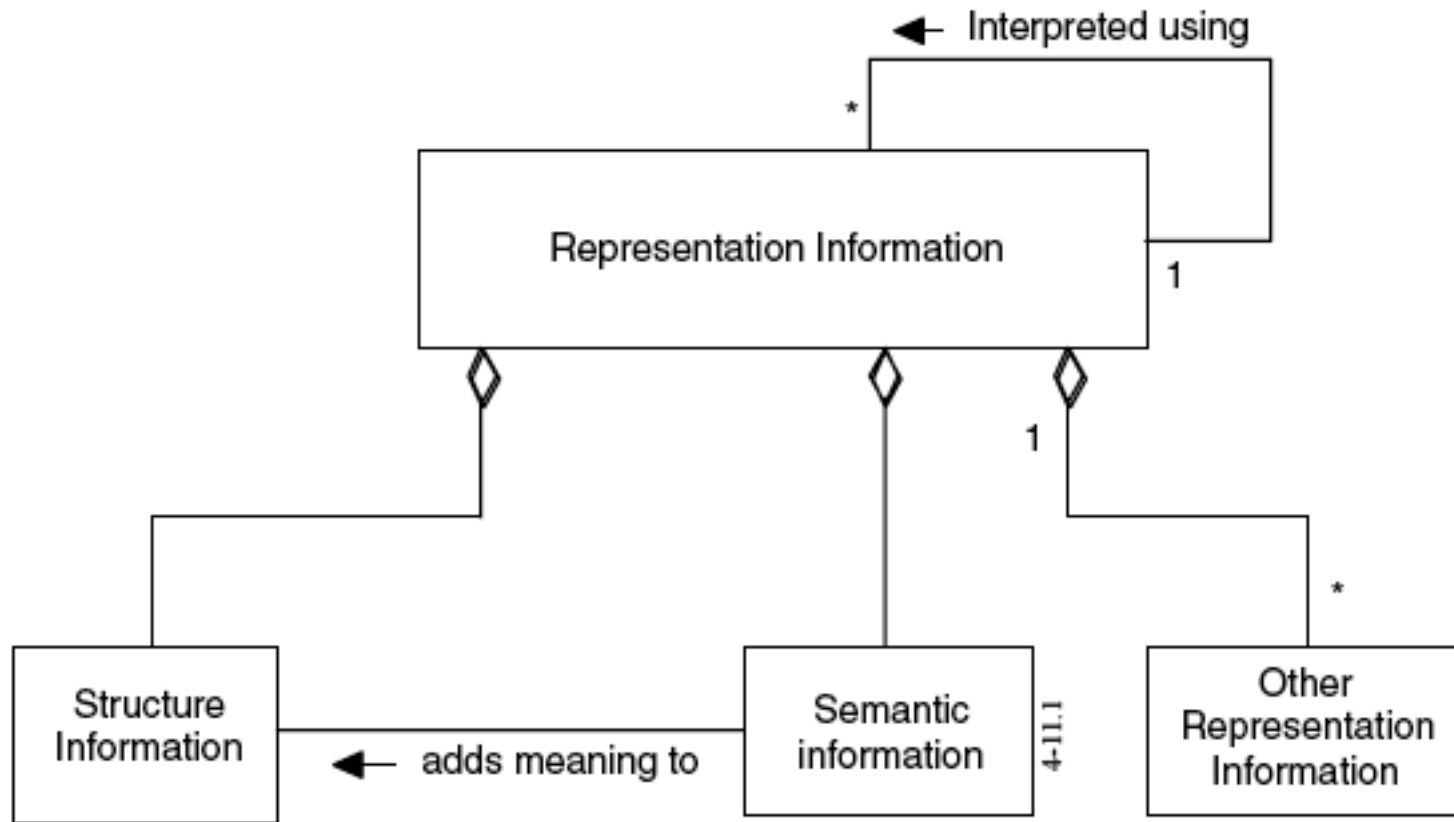 Interpreted using
*
Representation Information
1
1
*
Structure
Information
adds meaning to
Semantic
information
4-11.1
Other
Representation
Information